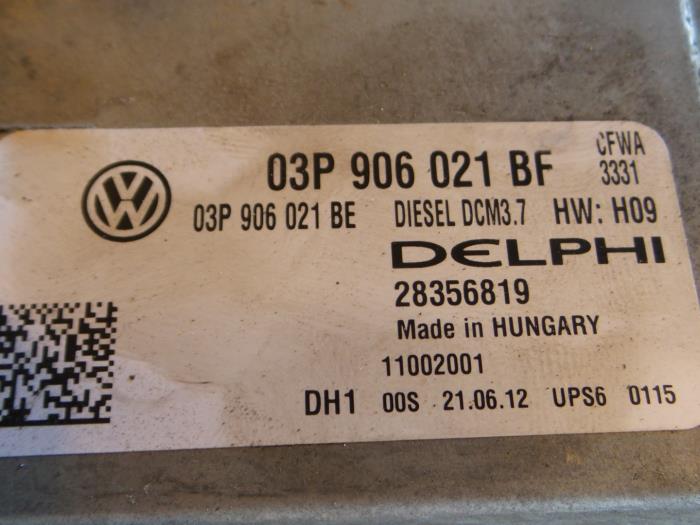 03P 906 021 BF
CFWA
3331
03P 906 021 BE DIESEL DCM3.7 HW: H09
DELPHI
28356819
Made in HUNGARY
11002001
DH1 00S 21.06.12 UPS6 0115